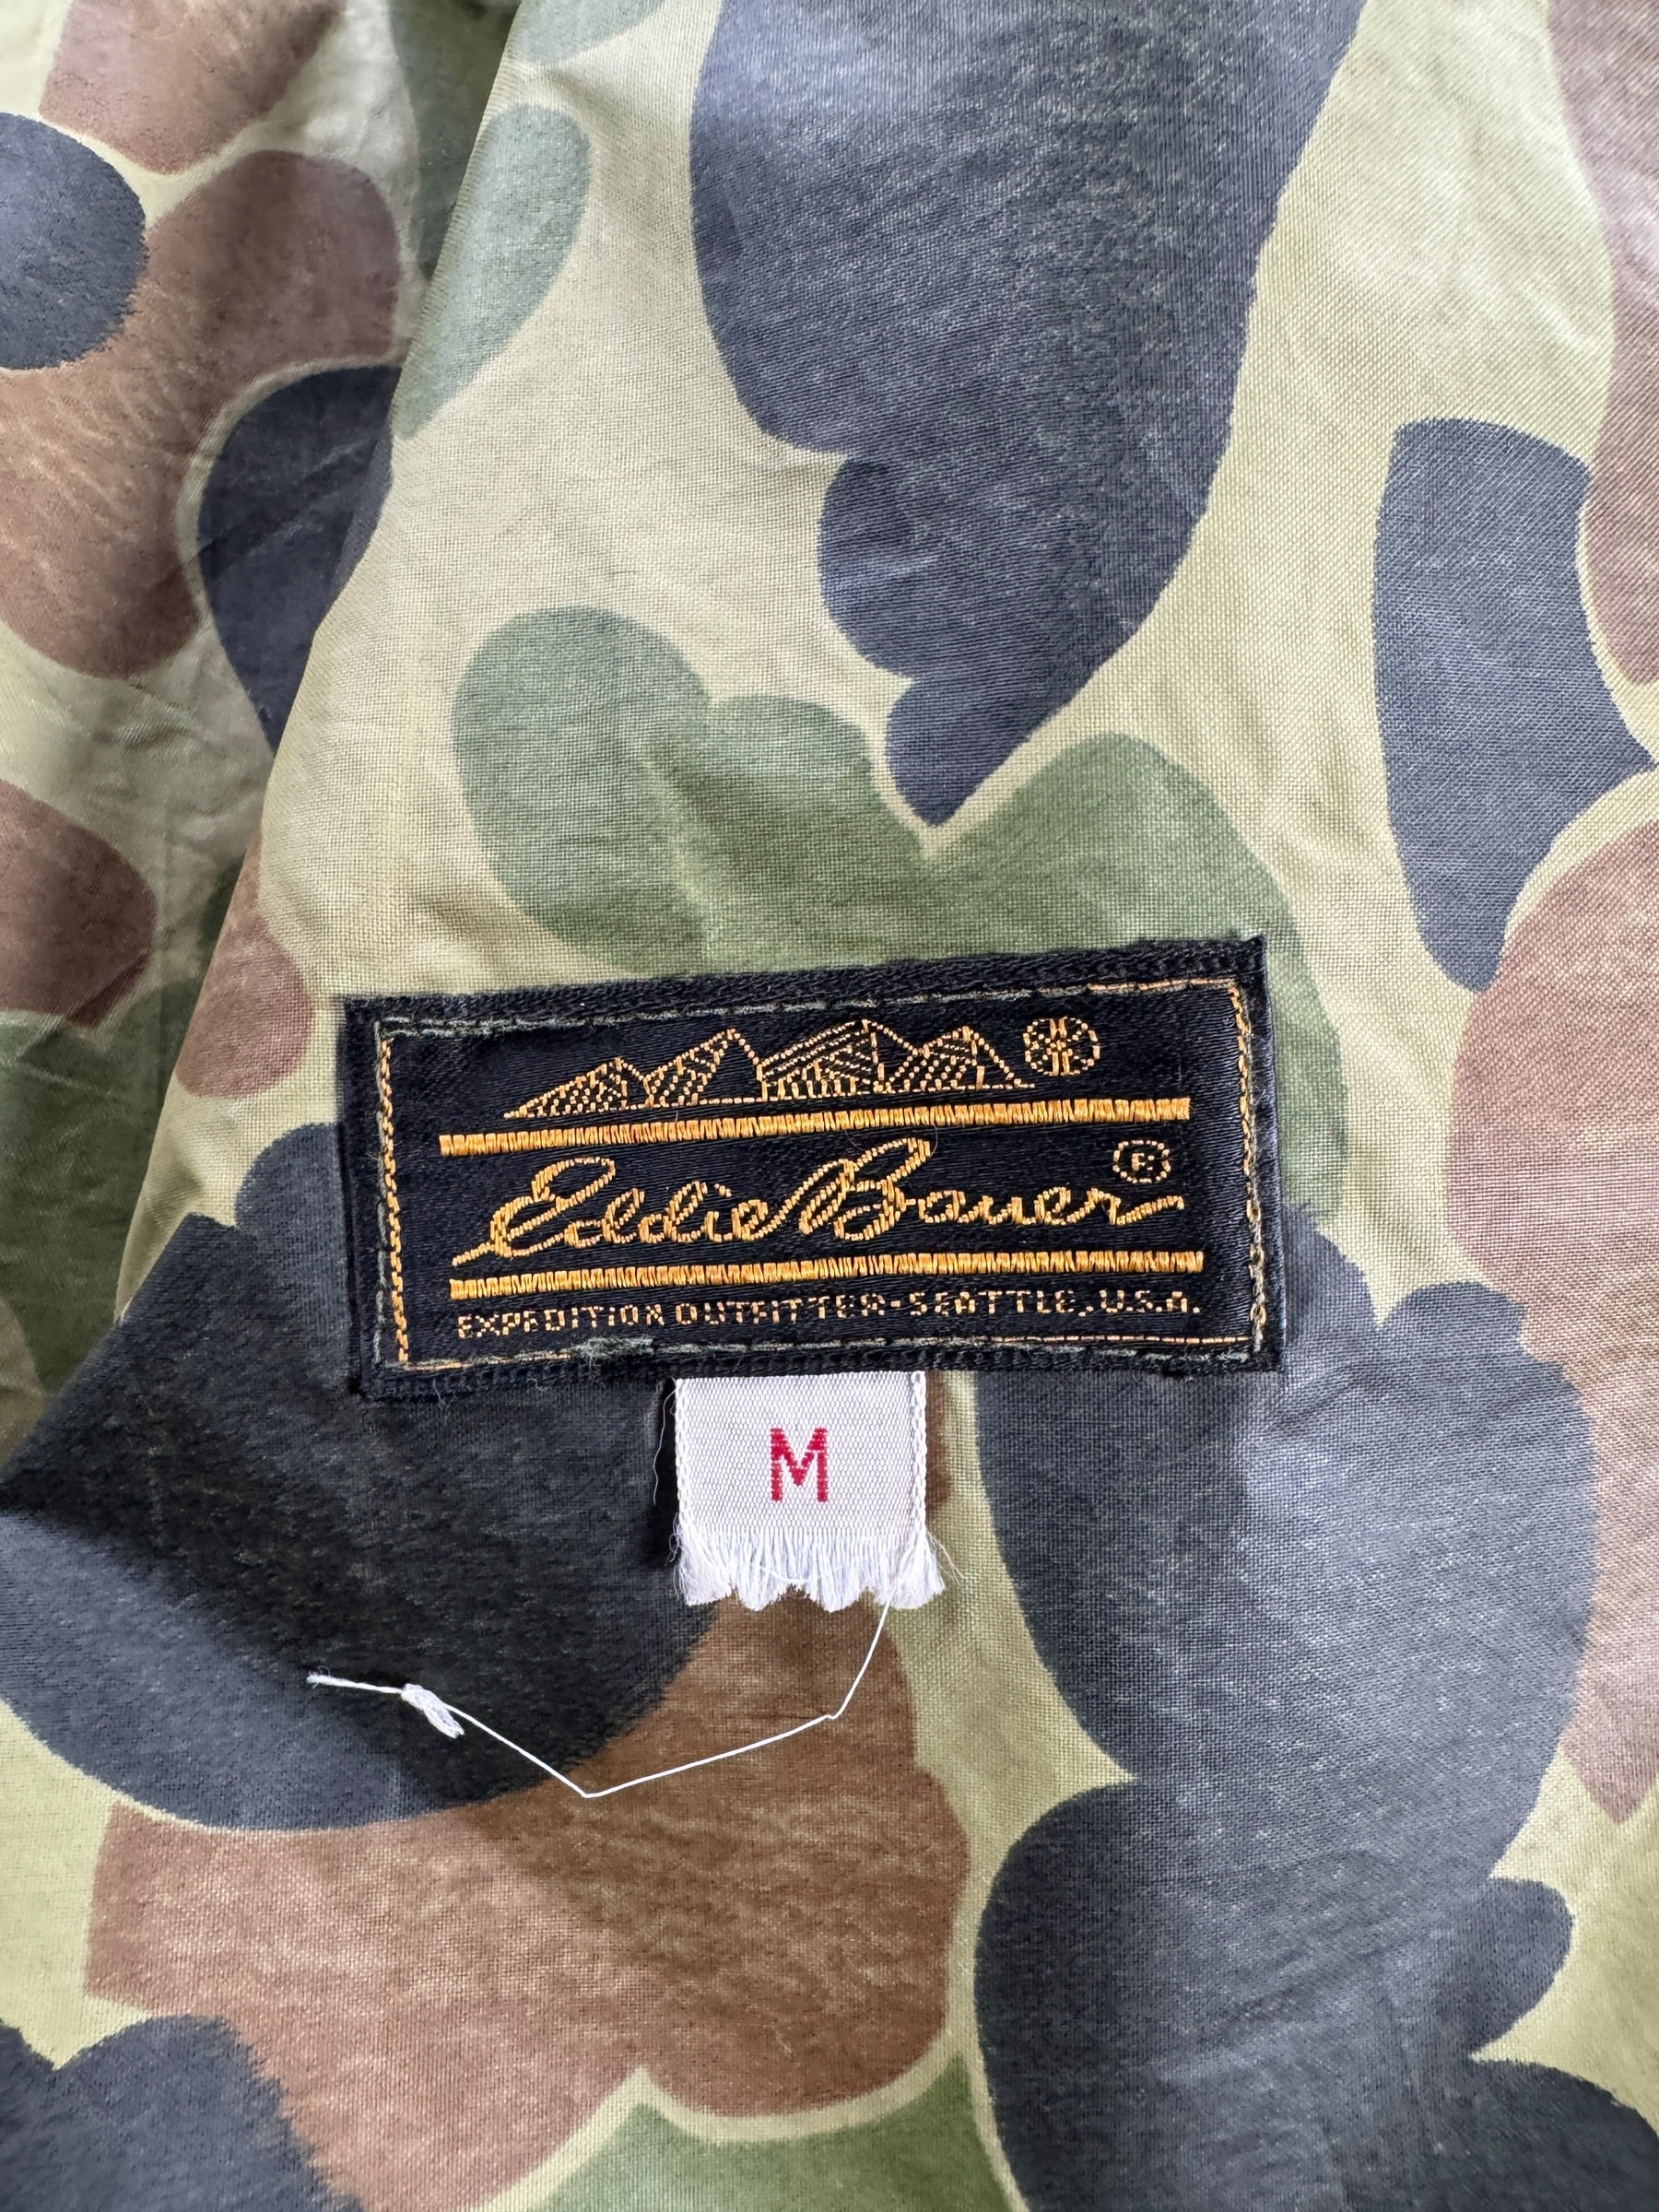 Eddie Bauer ®
EXPEDITION OUTFITTER-SEATTLE, U.S.A.
M